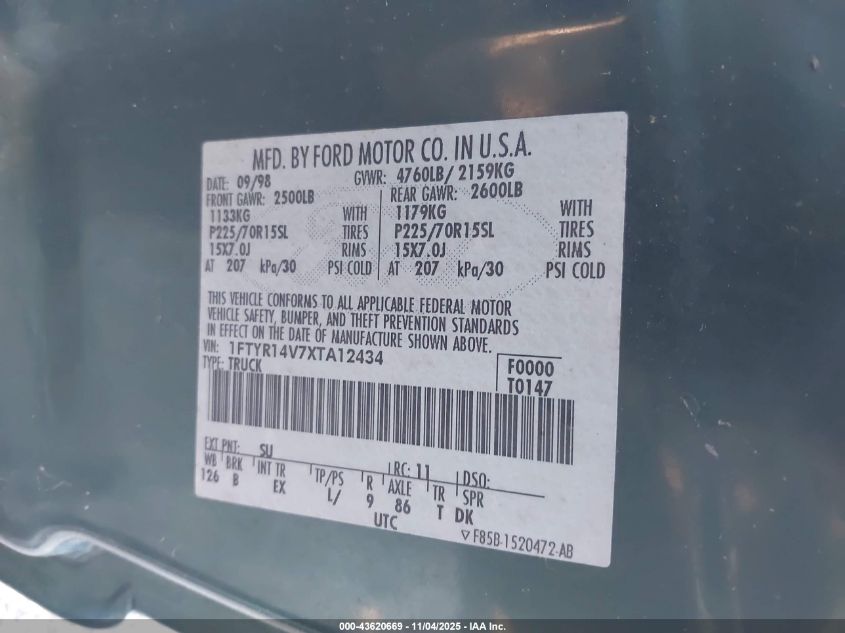 MFD. BY FORD MOTOR CO. IN U.S.A.
DATE: 09/98 GVWR: 4760LB/ 2159KG
FRONT GAWR: 2500LB REAR GAWR: 2600LB
1133KG WITH 1179KG WITH
P225/70R15SL TIRES P225/70R15SL TIRES
15X7.0J RIMS 15X7.0J RIMS
AT 207 kPa/30 PSI COLD AT 207 kPa/30 PSI COLD
THIS VEHICLE CONFORMS TO ALL APPLICABLE FEDERAL MOTOR
VEHICLE SAFETY, BUMPER, AND THEFT PREVENTION STANDARDS
IN EFFECT ON THE DATE OF MANUFACTURE SHOWN ABOVE.
VIN: 1FTYR14V7XTA12434
TYPE: TRUCK
F0000
T0147
EXT PNT: SU RC: 11 DSO:
WB BRK INT TR TP/PS R AXLE TR SPR
126 B EX L/ 9 86 T DK
UTC
▽ F85B-1520472-AB
000-43620669 - 11/04/2025 - IAA Inc.